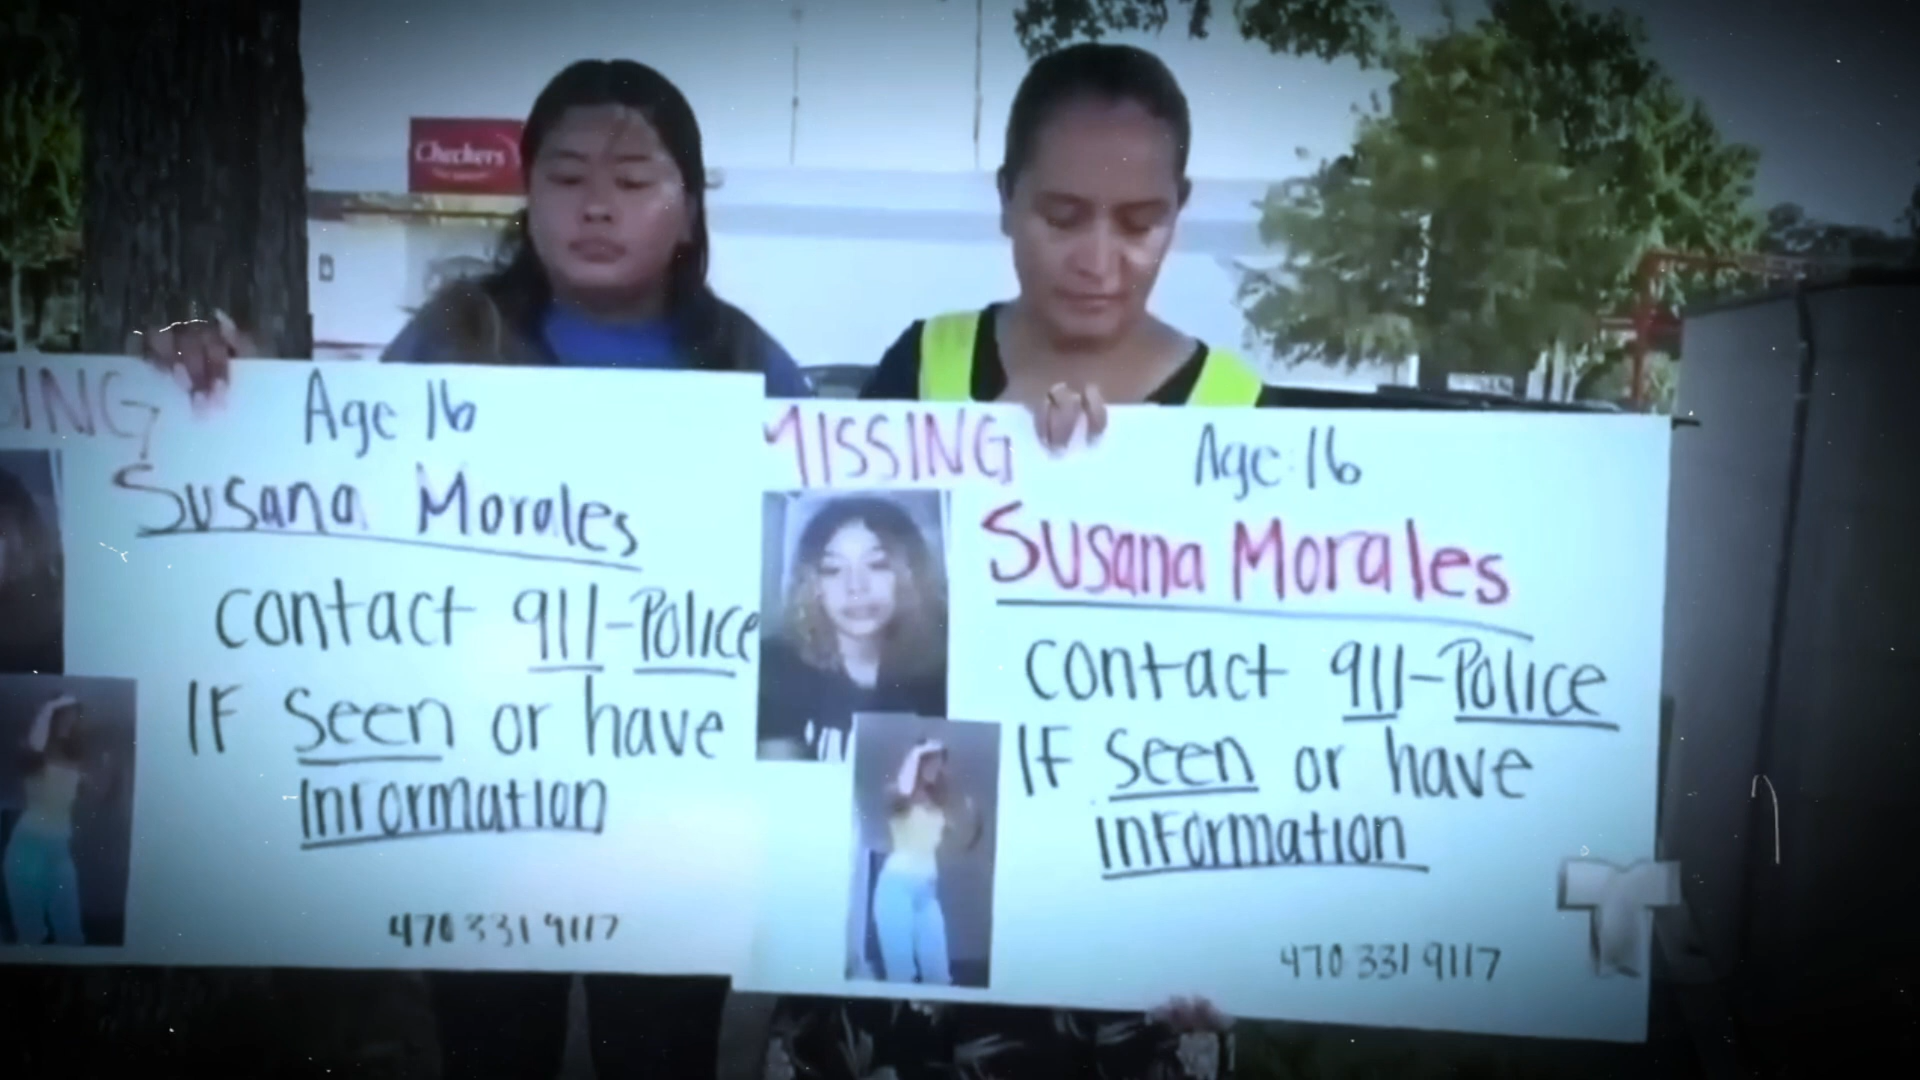 Checkers
ING
Age 16
Susana Morales
contact 911-Police
IF Seen or have
Information
470 331 9117
MISSING
Age: 16
Susana Morales
contact 911-Police
IF Seen or have
information
470 331 9117